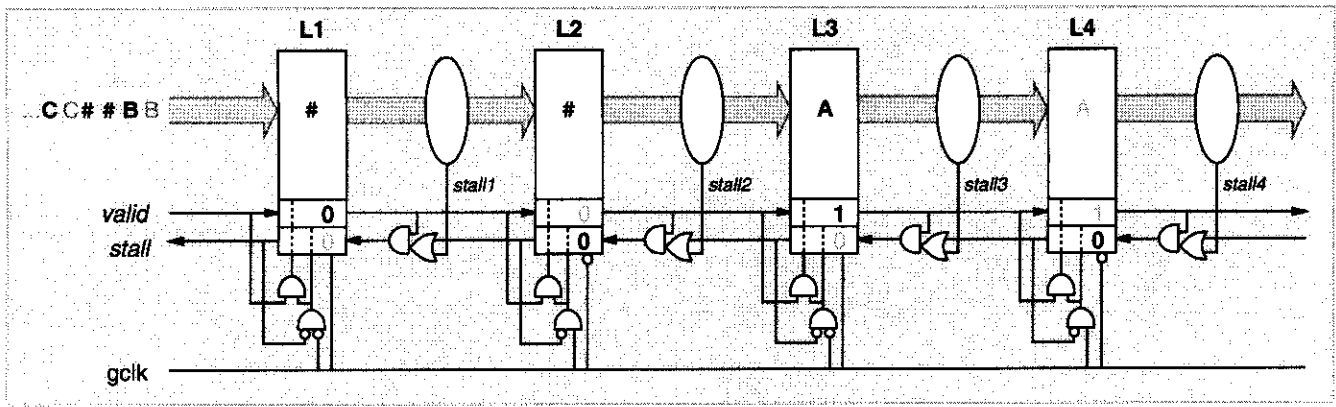 L1 L2 L3 L4
...C C # # B B # # A A
stall1 stall2 stall3 stall4
valid 0 0 1 1
stall 0 0 0 0
gclk